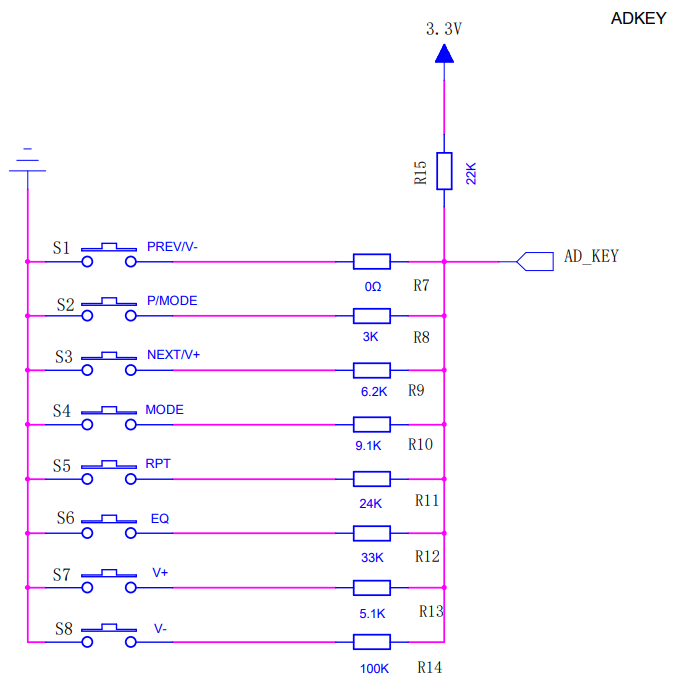 ADKEY
3.3V
R15
22K
S1 PREV/V-
AD_KEY
0Ω R7
S2 P/MODE
3K R8
S3 NEXT/V+
6.2K R9
S4 MODE
9.1K R10
S5 RPT
24K R11
S6 EQ
33K R12
S7 V+
5.1K R13
S8 V-
100K R14